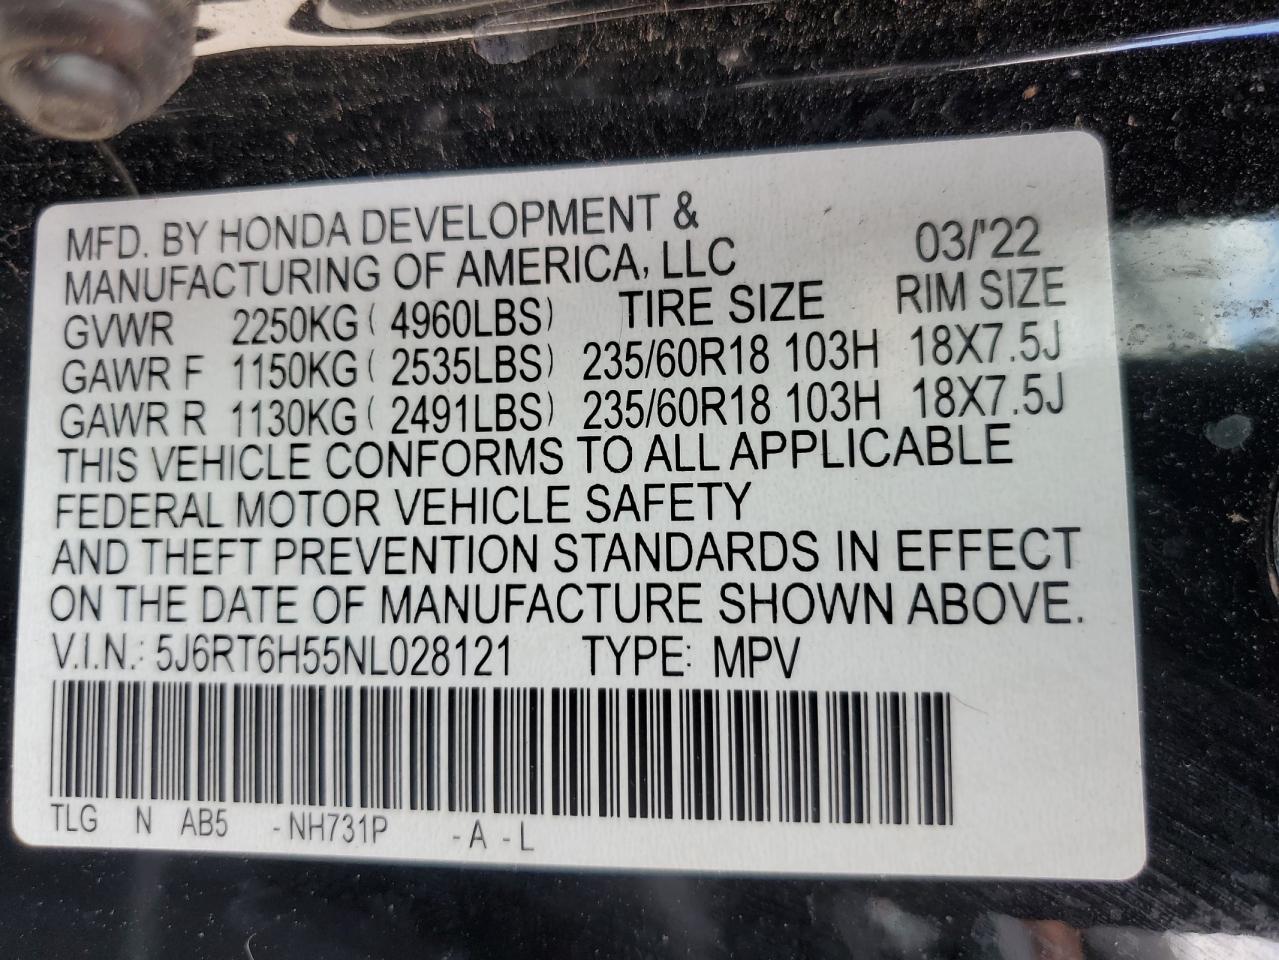 MFD. BY HONDA DEVELOPMENT &
MANUFACTURING OF AMERICA, LLC 03/'22
GVWR 2250KG ( 4960LBS) TIRE SIZE RIM SIZE
GAWR F 1150KG ( 2535LBS) 235/60R18 103H 18X7.5J
GAWR R 1130KG ( 2491LBS) 235/60R18 103H 18X7.5J
THIS VEHICLE CONFORMS TO ALL APPLICABLE
FEDERAL MOTOR VEHICLE SAFETY
AND THEFT PREVENTION STANDARDS IN EFFECT
ON THE DATE OF MANUFACTURE SHOWN ABOVE.
V.I.N.: 5J6RT6H55NL028121 TYPE: MPV
TLG N AB5 -NH731P -A -L